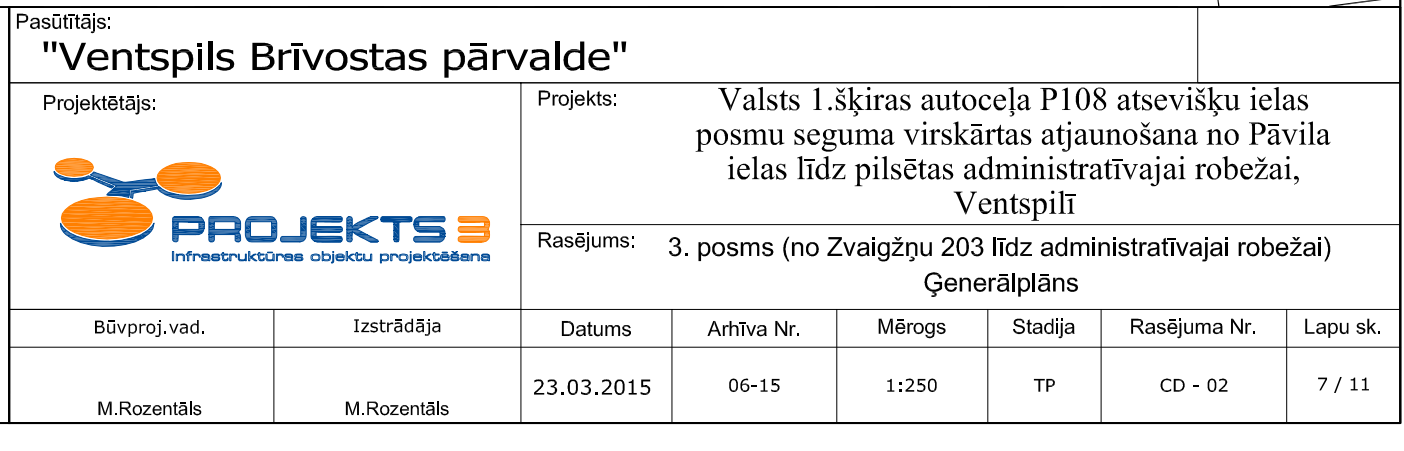 Pasūtītājs:
"Ventspils Brīvostas pārvalde"
Projektētājs:
PROJEKTS 3
Infrastruktūras objektu projektēšana
Projekts:
Valsts 1.šķiras autoceļa P108 atsevišķu ielas
posmu seguma virskārtas atjaunošana no Pāvila
ielas līdz pilsētas administratīvajai robežai,
Ventspilī
Rasējums:
3. posms (no Zvaigžņu 203 līdz administratīvajai robežai)
Ģenerālplāns
Būvproj.vad. Izstrādāja Datums Arhīva Nr. Mērogs Stadija Rasējuma Nr. Lapu sk.
M.Rozentāls M.Rozentāls 23.03.2015 06-15 1:250 TP CD - 02 7 / 11